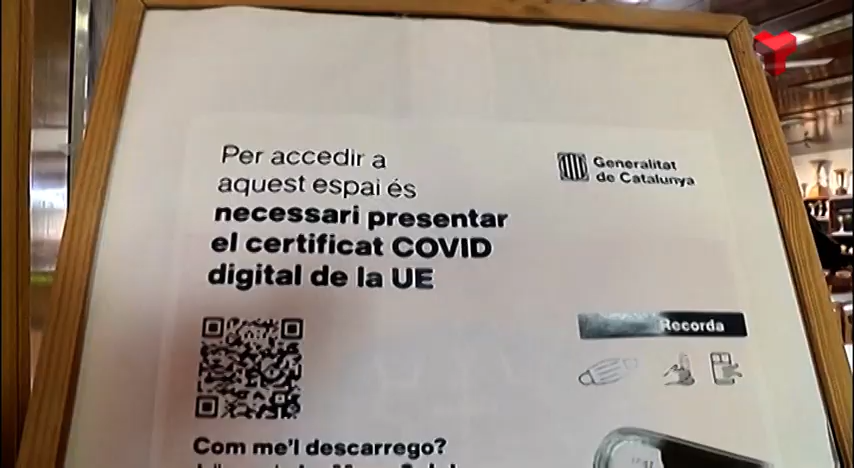 Per accedir a
aquest espai és
necessari presentar
el certificat COVID
digital de la UE
Generalitat
de Catalunya
Recorda
Com me'l descarrego?